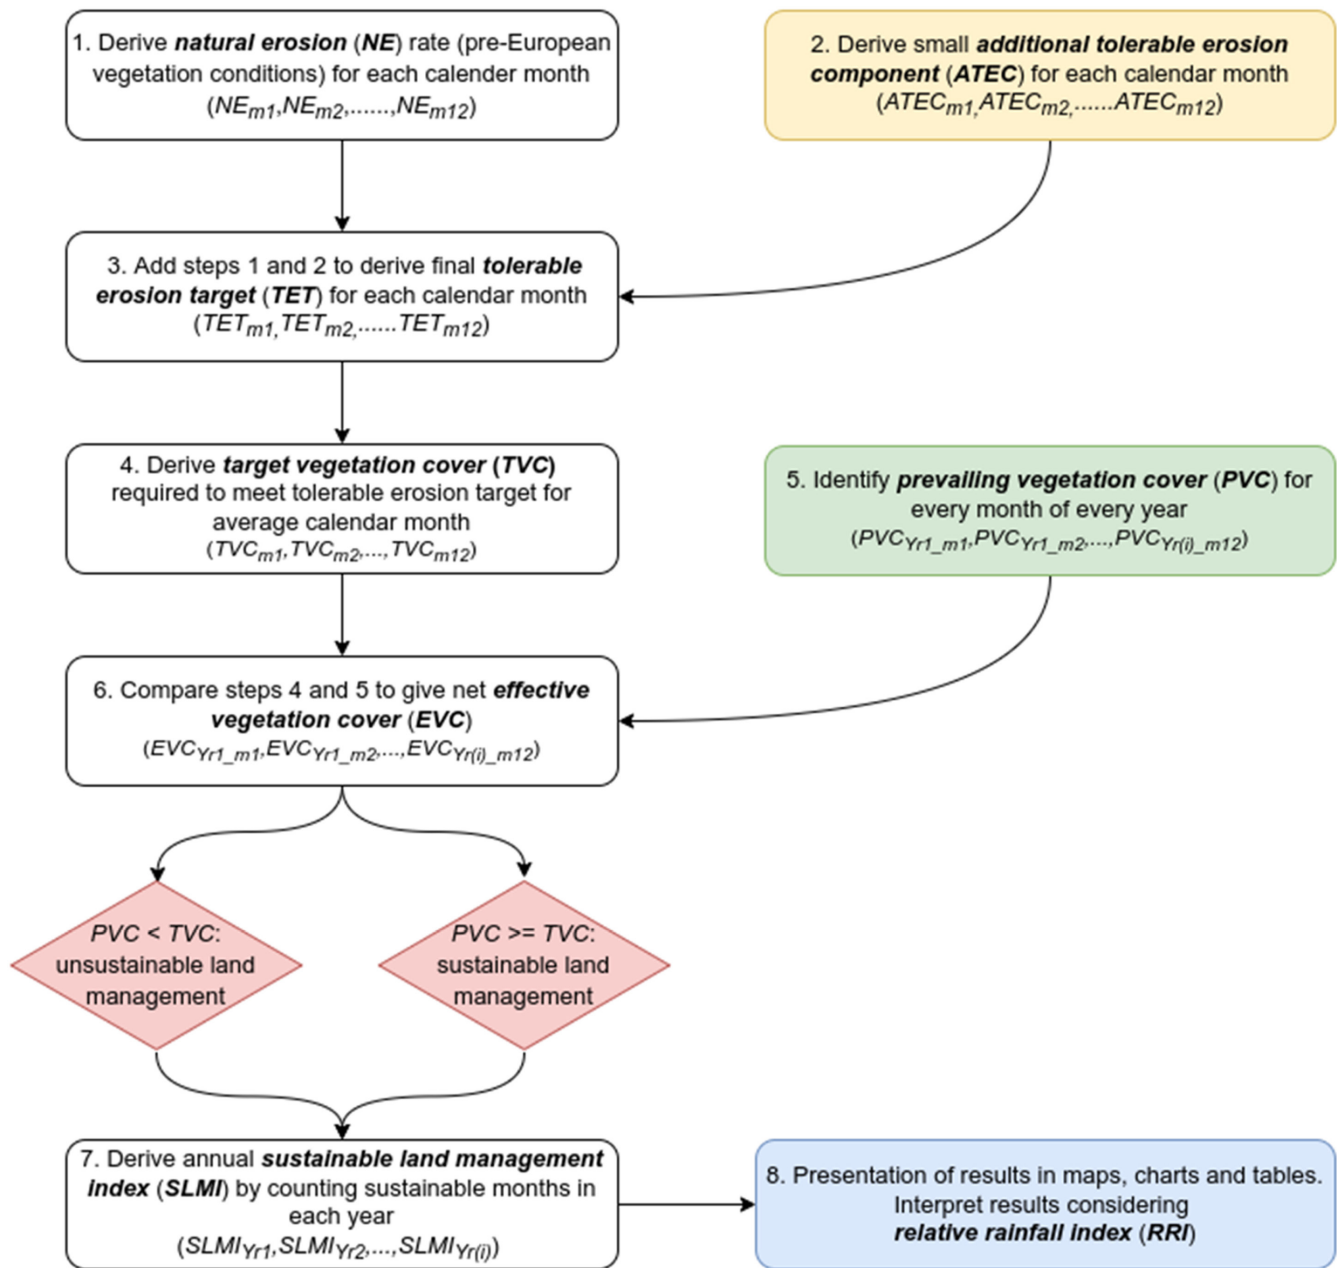 1. Derive natural erosion (NE) rate (pre-European
vegetation conditions) for each calender month
(NEm1,NEm2,......,NEm12)
2. Derive small additional tolerable erosion
component (ATEC) for each calendar month
(ATECm1,ATECm2,......ATECm12)
3. Add steps 1 and 2 to derive final tolerable
erosion target (TET) for each calendar month
(TETm1,TETm2,......TETm12)
4. Derive target vegetation cover (TVC)
required to meet tolerable erosion target for
average calendar month
(TVCm1,TVCm2,...,TVCm12)
5. Identify prevailing vegetation cover (PVC) for
every month of every year
(PVCYr1_m1,PVCYr1_m2,...,PVCYr(i)_m12)
6. Compare steps 4 and 5 to give net effective
vegetation cover (EVC)
(EVCYr1_m1,EVCYr1_m2,...,EVCYr(i)_m12)
PVC < TVC:
unsustainable land
management
PVC >= TVC:
sustainable land
management
7. Derive annual sustainable land management
index (SLMI) by counting sustainable months in
each year
(SLMIYr1,SLMIYr2,...,SLMIYr(i))
8. Presentation of results in maps, charts and tables.
Interpret results considering
relative rainfall index (RRI)